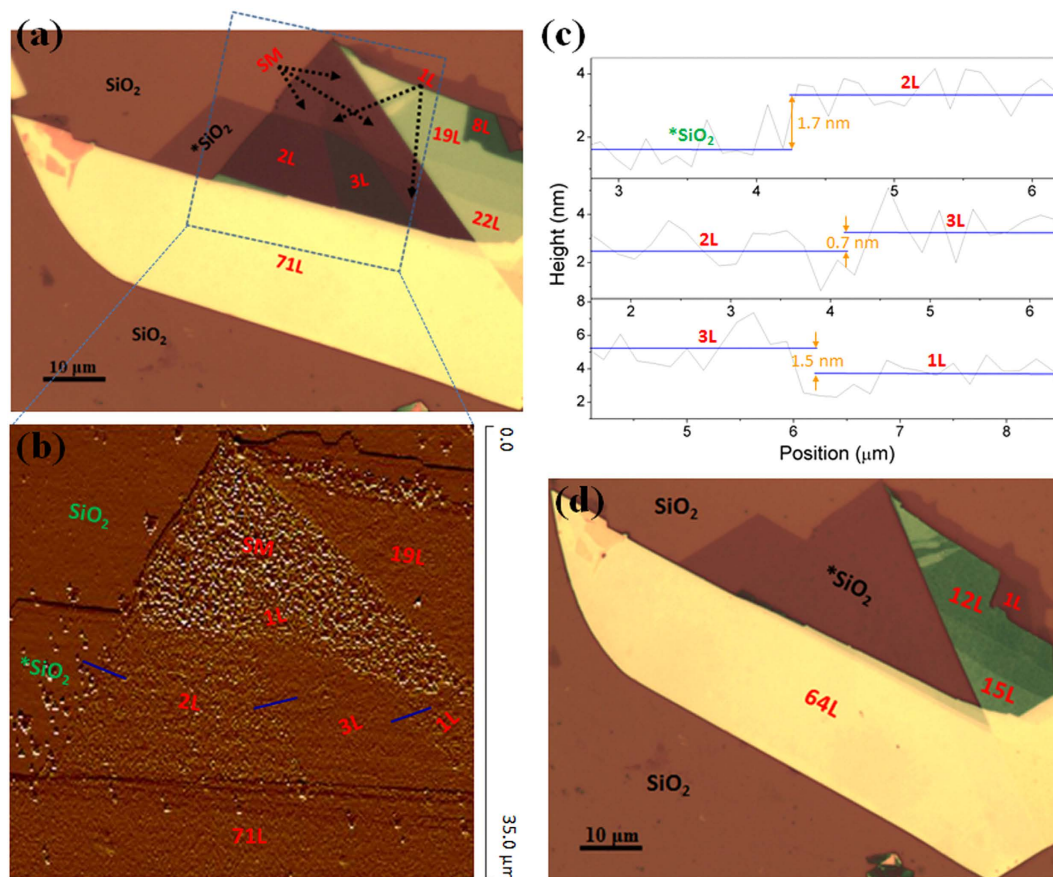 (a)
SiO2
SM
1L
*SiO2
19L
8L
2L
3L
22L
71L
SiO2
10 μm
(b)
0.0
SiO2
SM
19L
1L
*SiO2
2L
3L
1L
71L
35.0 μm
(c)
Height (nm)
4
2
2L
1.7 nm
*SiO2
3 4 5 6
4
2
3L
2L
0.7 nm
2 3 4 5 6
8
6
4
2
3L
1L
1.5 nm
5 6 7 8
Position (μm)
(d)
SiO2
*SiO2
12L
1L
15L
64L
SiO2
10 μm